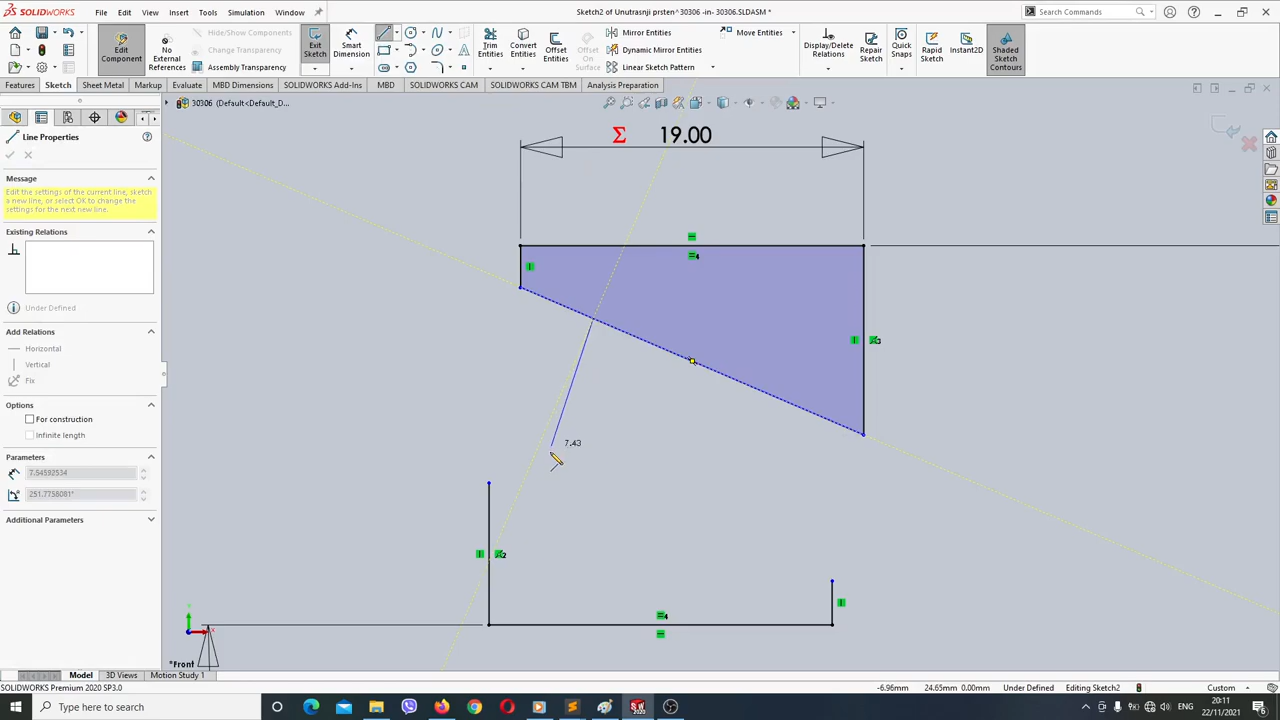 SOLIDWORKS
File
Edit
View
Insert
Tools
Simulation
Window
Sketch2 of Unutrasnji prsten^30306 -in- 30306.SLDASM *
Search Commands
Edit Component
No External References
Hide/Show Components
Change Transparency
Assembly Transparency
Exit Sketch
Smart Dimension
Trim Entities
Convert Entities
Offset Entities
Offset On Surface
Mirror Entities
Dynamic Mirror Entities
Linear Sketch Pattern
Move Entities
Display/Delete Relations
Repair Sketch
Quick Snaps
Rapid Sketch
Instant2D
Shaded Sketch Contours
Features
Sketch
Sheet Metal
Markup
Evaluate
MBD Dimensions
SOLIDWORKS Add-Ins
MBD
SOLIDWORKS CAM
SOLIDWORKS CAM TBM
Analysis Preparation
30306 (Default<Default_D...
Line Properties
Message
Edit the settings of the current line, sketch
a new line, or select OK to change the
settings for the next new line.
Existing Relations
Under Defined
Add Relations
Horizontal
Vertical
Fix
Options
For construction
Infinite length
Parameters
7.54592534
251.7758081°
Additional Parameters
Σ 19.00
7.43
*Front
Model
3D Views
Motion Study 1
SOLIDWORKS Premium 2020 SP3.0
-6.96mm
24.65mm 0.00mm
Under Defined
Editing Sketch2
Custom
Type here to search
ENG
20:11
22/11/2021